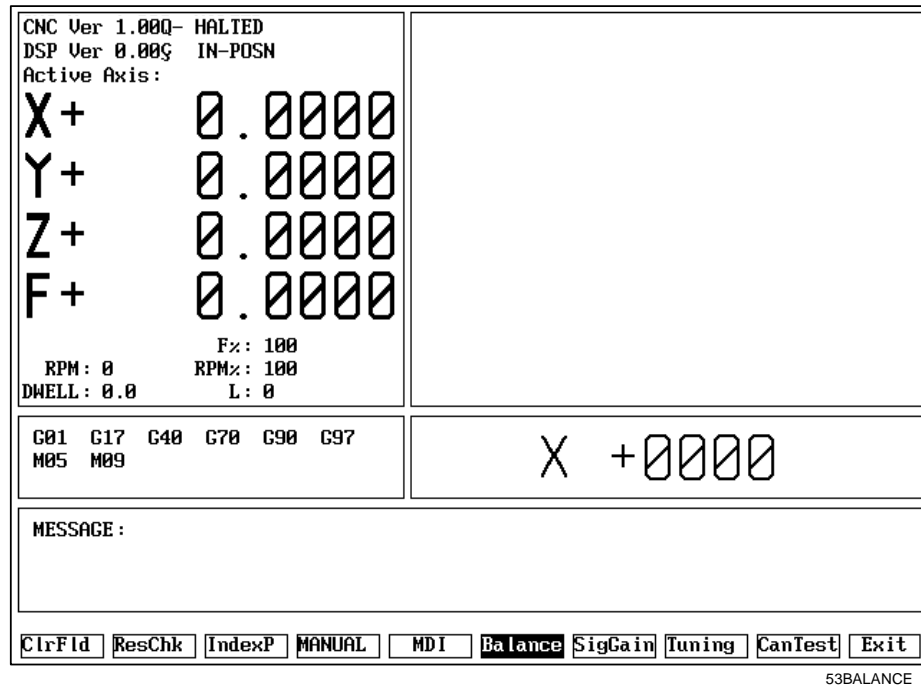 CNC Ver 1.00Q- HALTED
DSP Ver 0.00Ç IN-POSN
Active Axis:
X+ 0.0000
Y+ 0.0000
Z+ 0.0000
F+ 0.0000
F%: 100
RPM: 0 RPM%: 100
DWELL: 0.0 L: 0
G01 G17 G40 G70 G90 G97
M05 M09
X +0000
MESSAGE:
ClrFld ResChk IndexP MANUAL MDI Balance SigGain Tuning CanTest Exit
53BALANCE